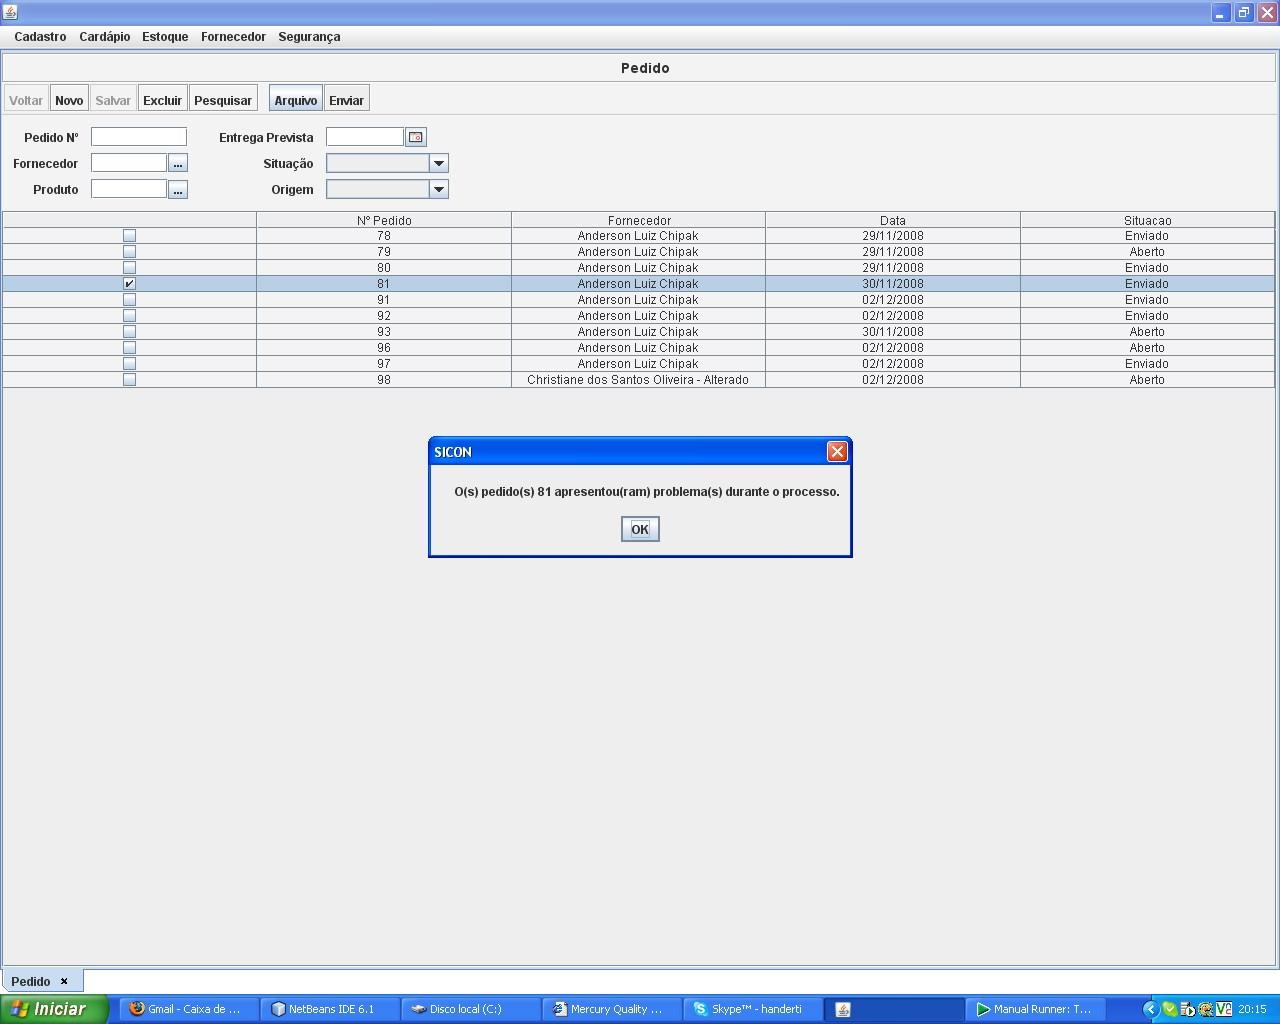 Cadastro Cardápio Estoque Fornecedor Segurança
Pedido
Voltar Novo Salvar Excluir Pesquisar Arquivo Enviar
Pedido N° Entrega Prevista
Fornecedor ... Situação
Produto ... Origem
N° Pedido Fornecedor Data Situacao
78 Anderson Luiz Chipak 29/11/2008 Enviado
79 Anderson Luiz Chipak 29/11/2008 Aberto
80 Anderson Luiz Chipak 29/11/2008 Enviado
81 Anderson Luiz Chipak 30/11/2008 Enviado
91 Anderson Luiz Chipak 02/12/2008 Enviado
92 Anderson Luiz Chipak 02/12/2008 Enviado
93 Anderson Luiz Chipak 30/11/2008 Aberto
96 Anderson Luiz Chipak 02/12/2008 Aberto
97 Anderson Luiz Chipak 02/12/2008 Enviado
98 Christiane dos Santos Oliveira - Alterado 02/12/2008 Aberto
SICON
O(s) pedido(s) 81 apresentou(ram) problema(s) durante o processo.
OK
Pedido
Iniciar Gmail - Caixa de ... NetBeans IDE 6.1 Disco local (C:) Mercury Quality ... Skype™ - handerti Manual Runner: T... 20:15